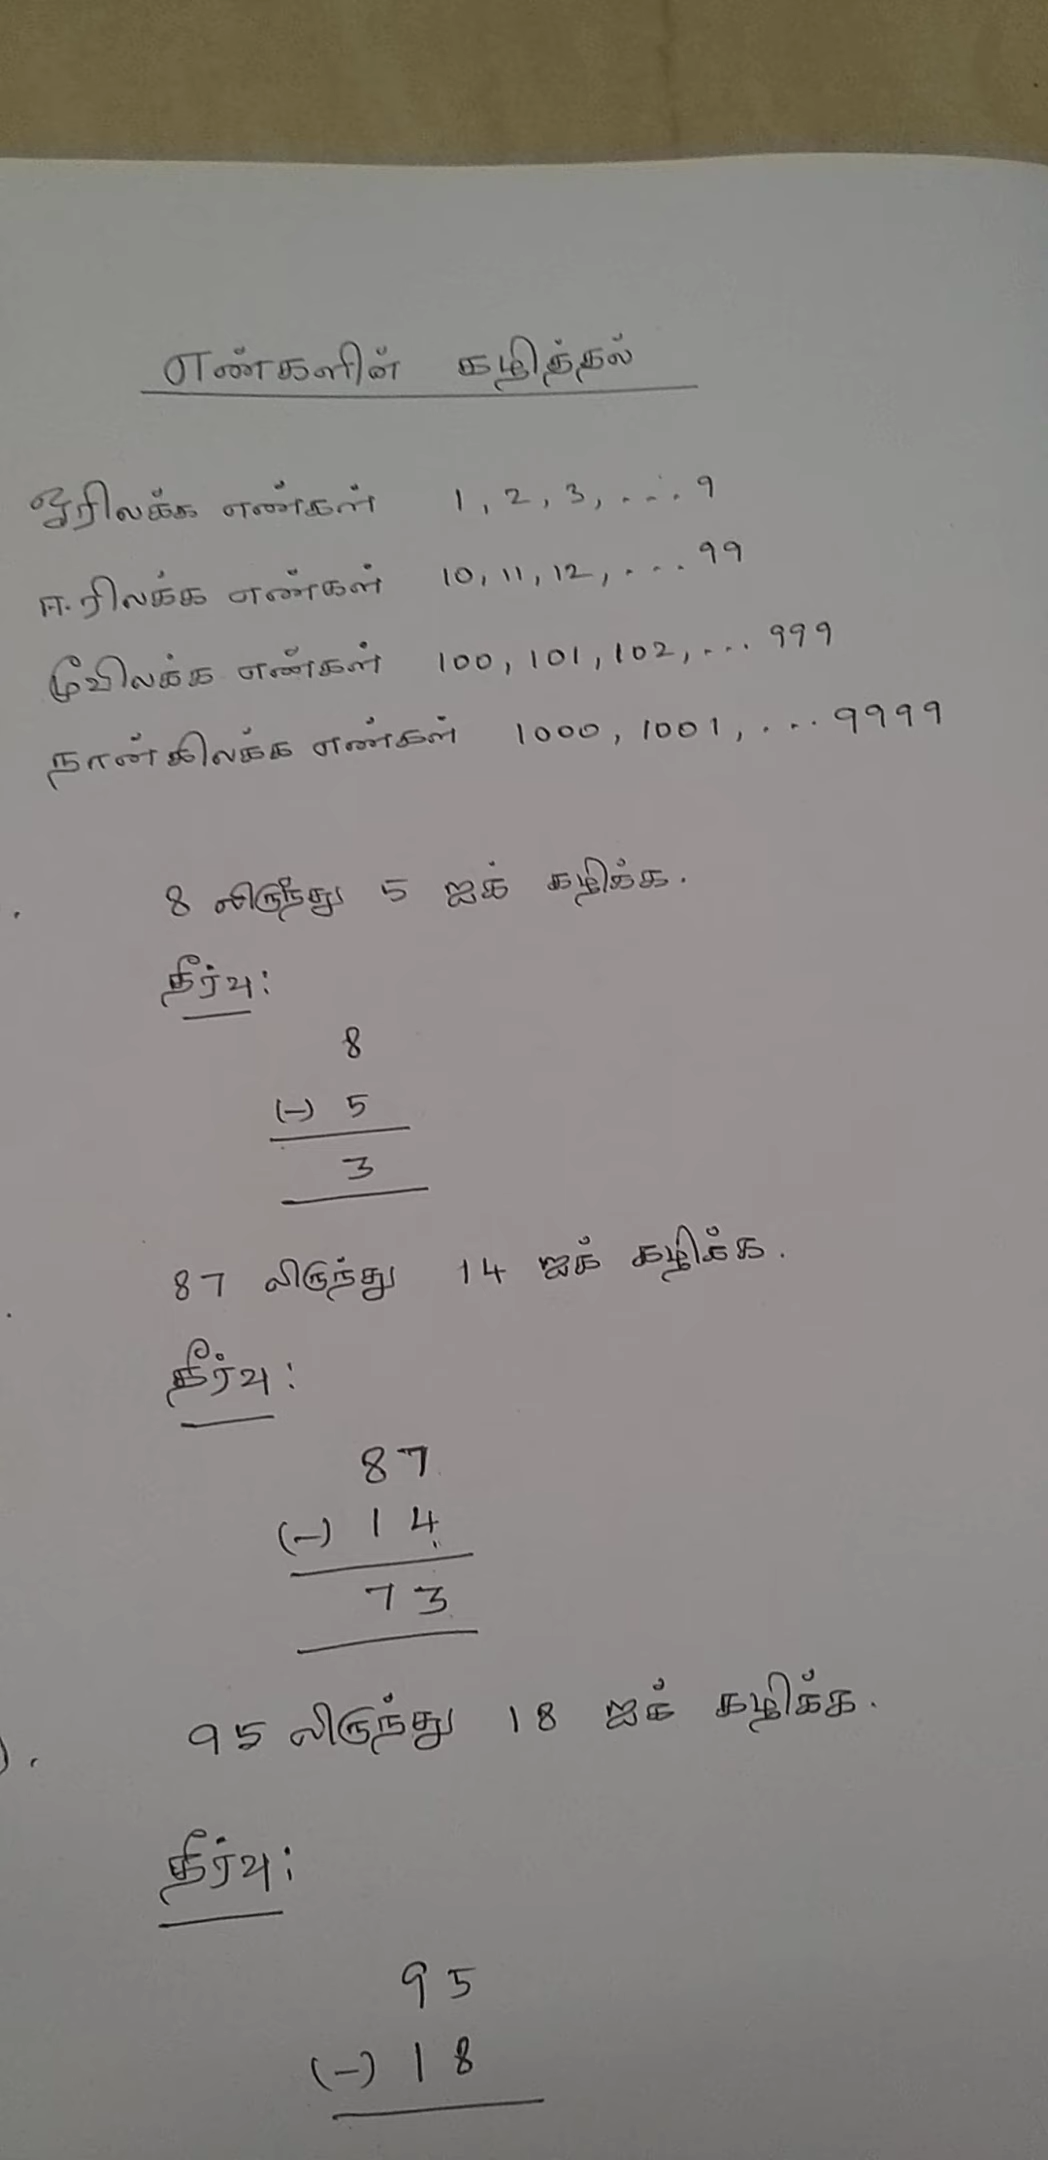 எண்களின் கழித்தல்
ஓரிலக்க எண்கள் 1, 2, 3, .... 9
ஈரிலக்க எண்கள் 10, 11, 12, ... 99
மூவிலக்க எண்கள் 100, 101, 102, ... 999
நான்கிலக்க எண்கள் 1000, 1001, ... 9999
8 லிருந்து 5 ஐக் கழிக்க.
தீர்வு:
8
(-) 5
3
87 லிருந்து 14 ஐக் கழிக்க.
தீர்வு:
87
(-) 14
73
95 லிருந்து 18 ஐக் கழிக்க.
தீர்வு:
95
(-) 18